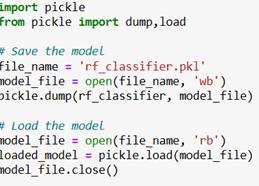 import pickle
from pickle import dump,load
# Save the model
file_name = 'rf_classifier.pkl'
model_file = open(file_name, 'wb')
pickle.dump(rf_classifier, model_file)
# Load the model
model_file = open(file_name, 'rb')
loaded_model = pickle.load(model_file)
model_file.close()